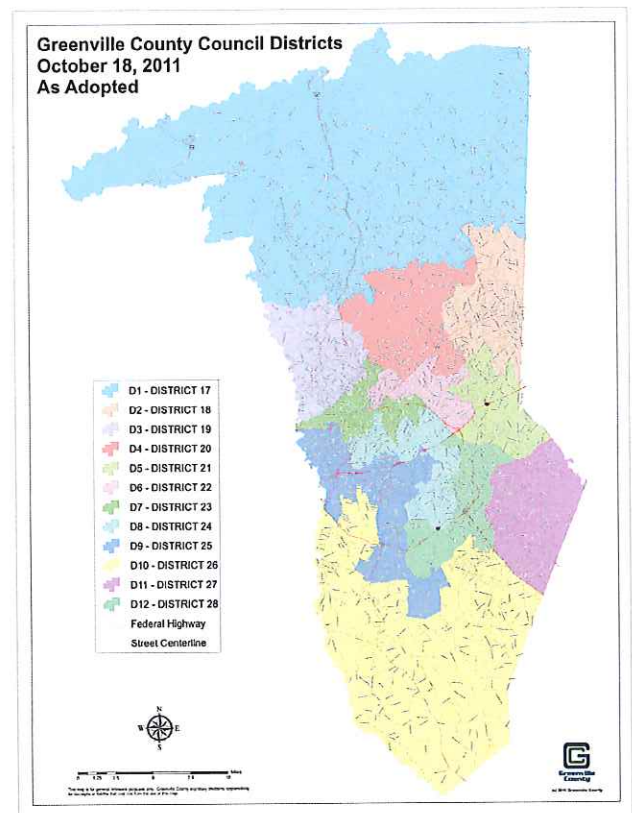 Greenville County Council Districts
October 18, 2011
As Adopted
D1 - DISTRICT 17
D2 - DISTRICT 18
D3 - DISTRICT 19
D4 - DISTRICT 20
D5 - DISTRICT 21
D6 - DISTRICT 22
D7 - DISTRICT 23
D8 - DISTRICT 24
D9 - DISTRICT 25
D10 - DISTRICT 26
D11 - DISTRICT 27
D12 - DISTRICT 28
Federal Highway
Street Centerline
N
W E
S
Miles
Greenville
County